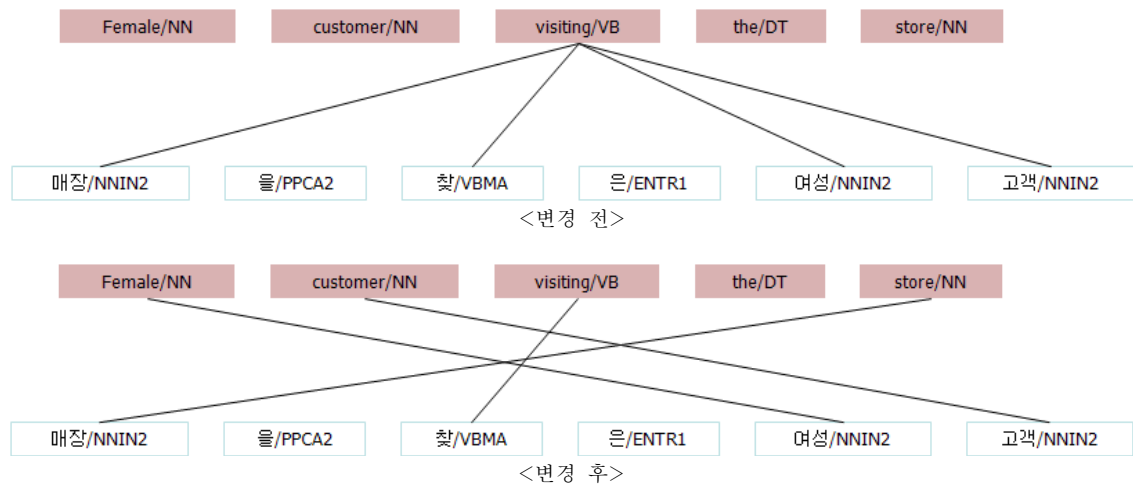 Female/NN customer/NN visiting/VB the/DT store/NN
매장/NNIN2 을/PPCA2 찾/VBMA 은/ENTR1 여성/NNIN2 고객/NNIN2
<변경 전>
Female/NN customer/NN visiting/VB the/DT store/NN
매장/NNIN2 을/PPCA2 찾/VBMA 은/ENTR1 여성/NNIN2 고객/NNIN2
<변경 후>